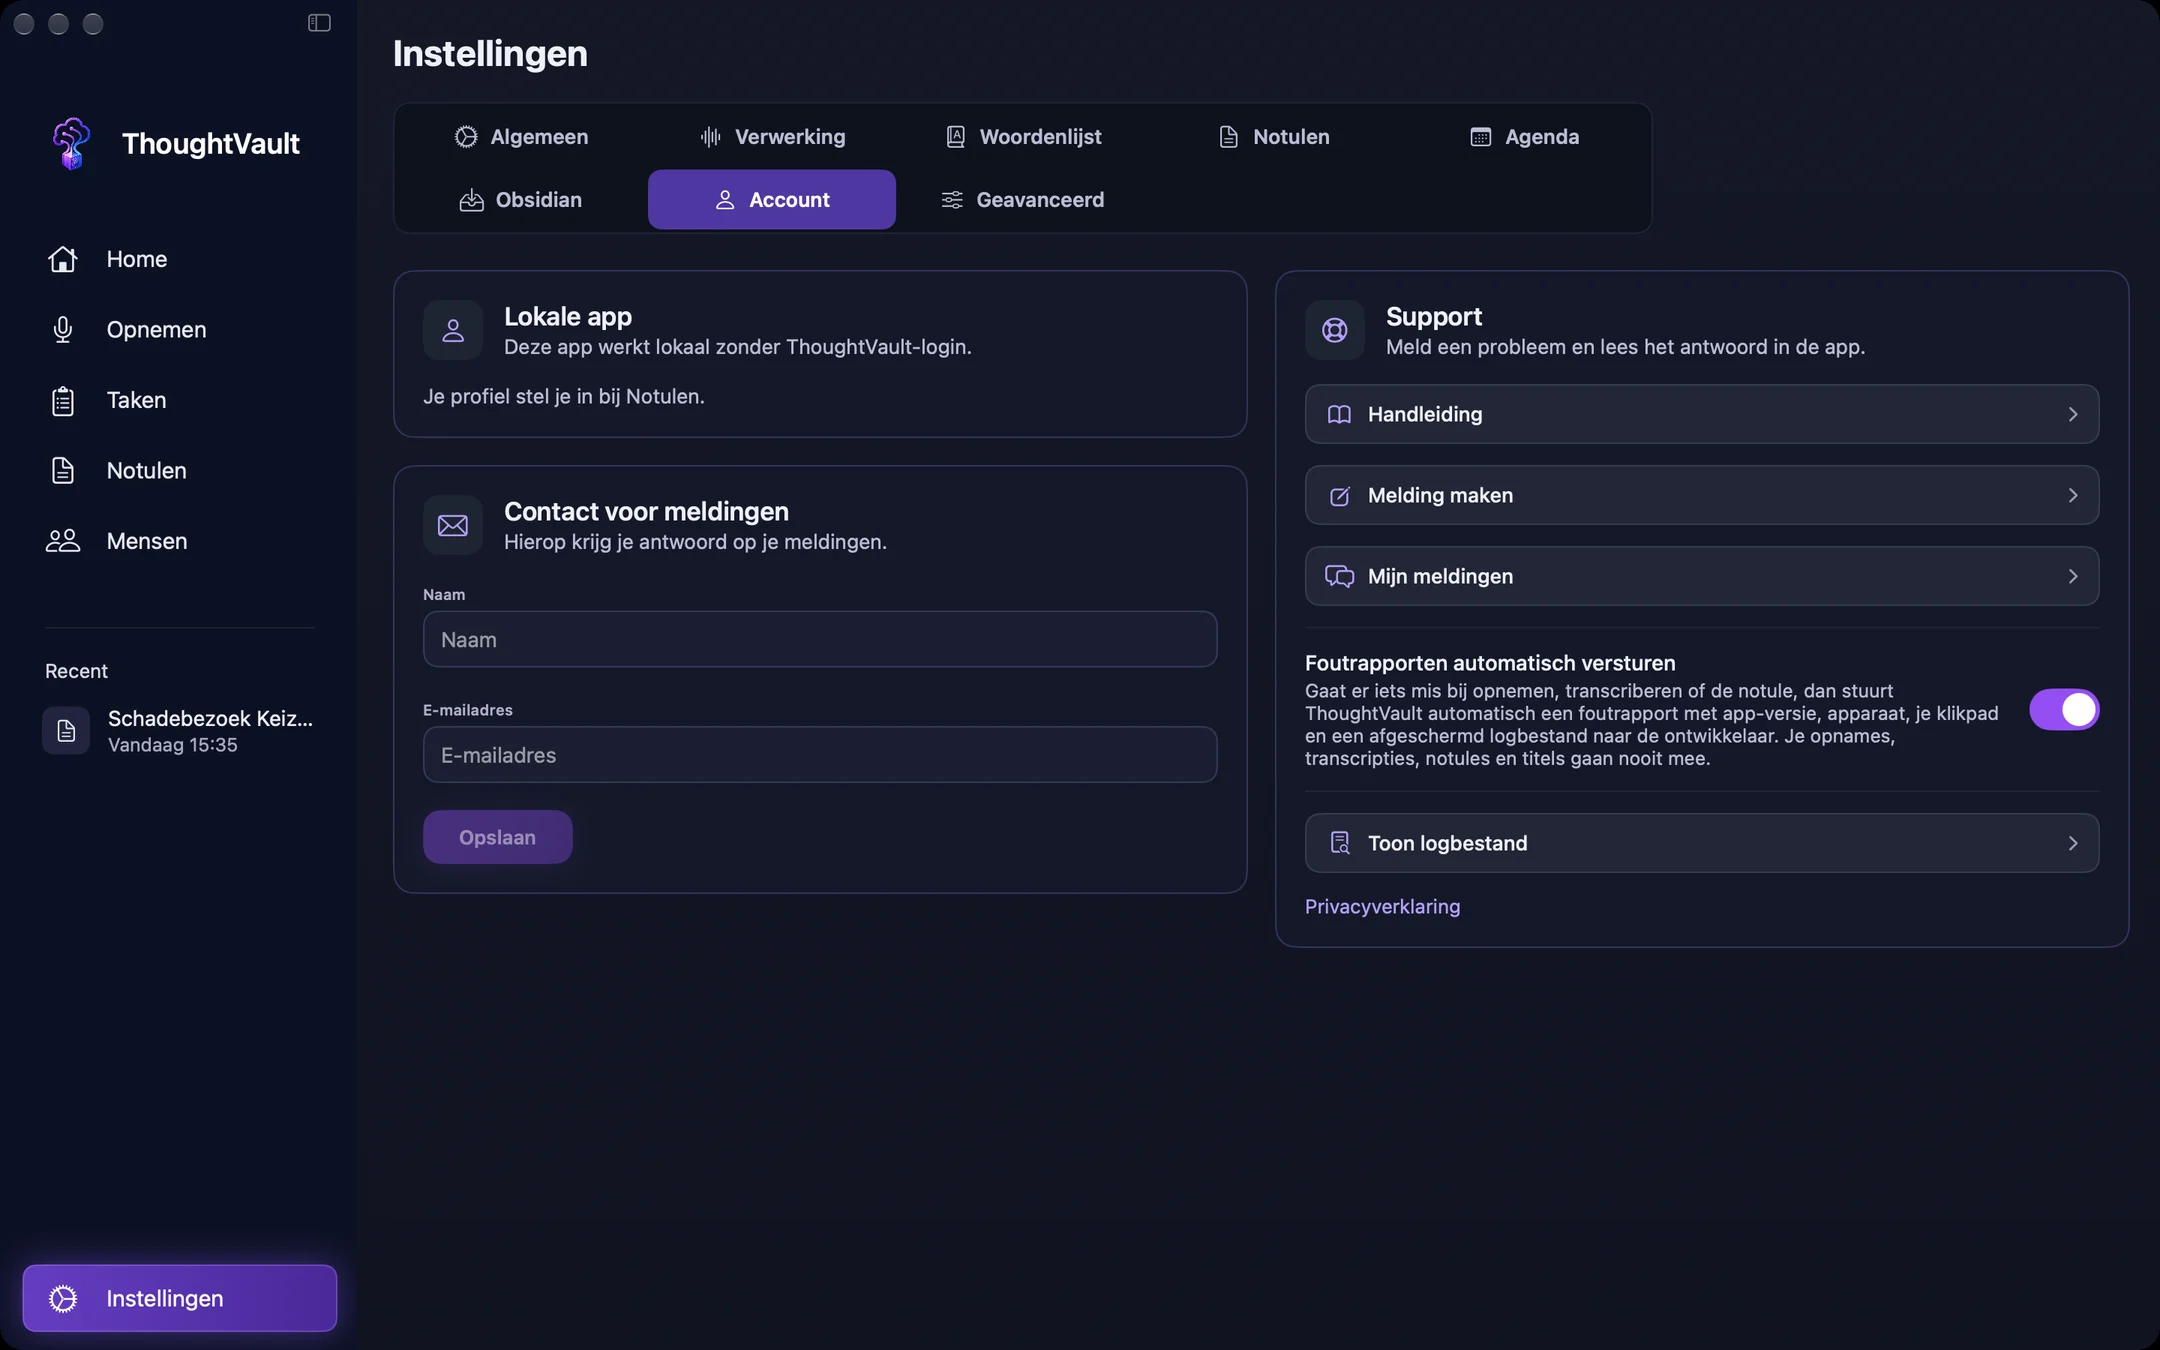 ThoughtVault
Home
Opnemen
Taken
Notulen
Mensen
Recent
Schadebezoek Keiz...
Vandaag 15:35
Instellingen
Instellingen
Algemeen
Verwerking
Woordenlijst
Notulen
Agenda
Obsidian
Account
Geavanceerd
Lokale app
Deze app werkt lokaal zonder ThoughtVault-login.
Je profiel stel je in bij Notulen.
Contact voor meldingen
Hierop krijg je antwoord op je meldingen.
Naam
Naam
E-mailadres
E-mailadres
Opslaan
Support
Meld een probleem en lees het antwoord in de app.
Handleiding
Melding maken
Mijn meldingen
Foutrapporten automatisch versturen
Gaat er iets mis bij opnemen, transcriberen of de notule, dan stuurt
ThoughtVault automatisch een foutrapport met app-versie, apparaat, je klikpad
en een afgeschermd logbestand naar de ontwikkelaar. Je opnames,
transcripties, notules en titels gaan nooit mee.
Toon logbestand
Privacyverklaring